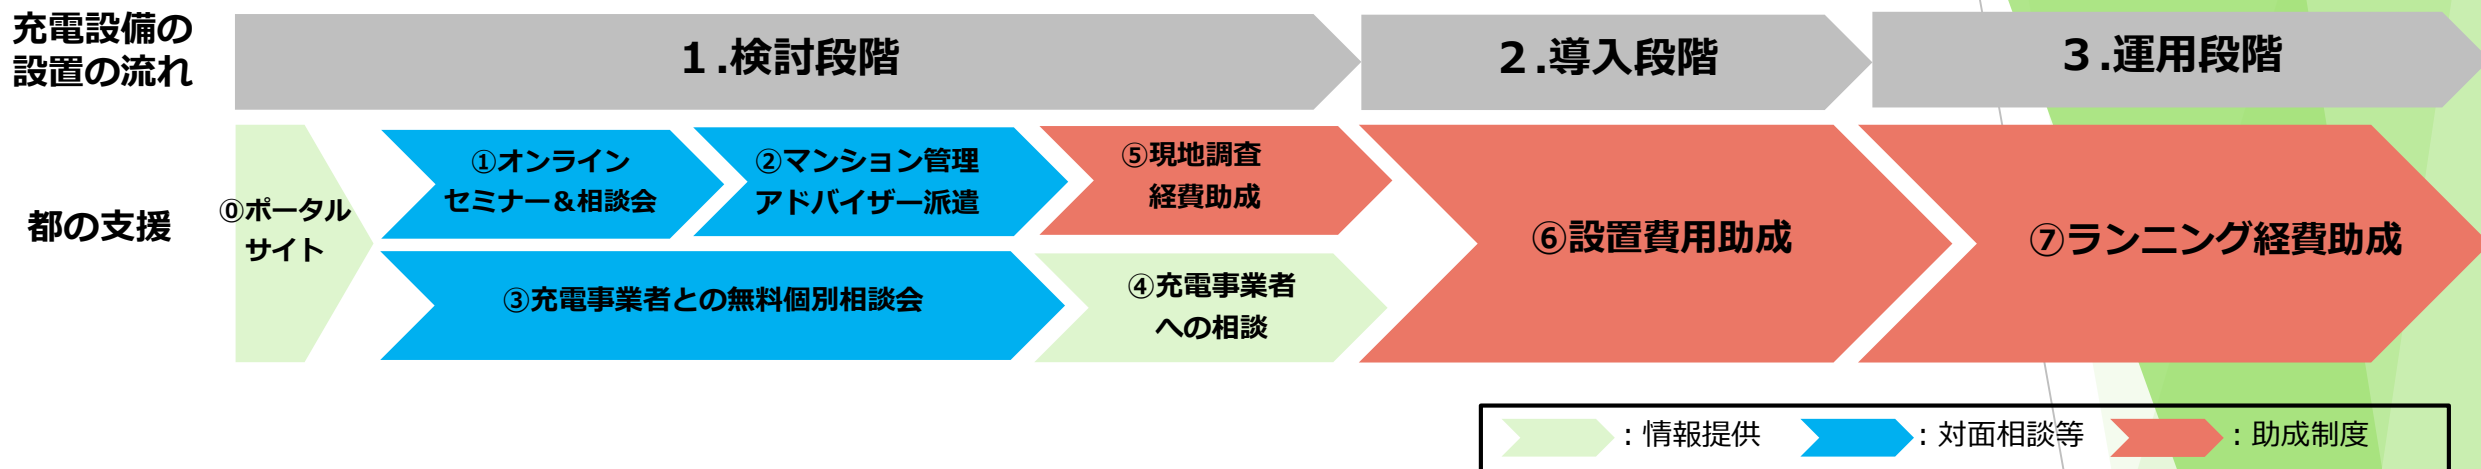 充電設備の
設置の流れ
１.検討段階
２.導入段階
３.運用段階
都の支援
⓪ポータル
サイト
①オンライン
セミナー＆相談会
②マンション管理
アドバイザー派遣
⑤現地調査
経費助成
③充電事業者との無料個別相談会
④充電事業者
への相談
⑥設置費用助成
⑦ランニング経費助成
：情報提供
：対面相談等
：助成制度